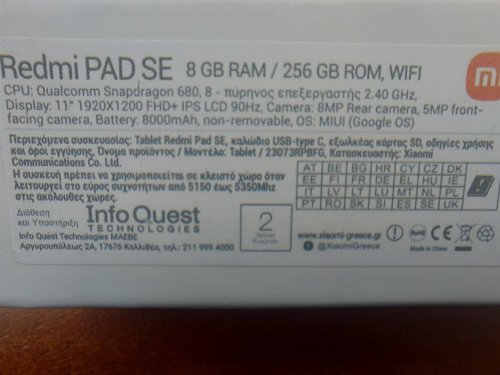 Redmi PAD SE 8 GB RAM / 256 GB ROM, WIFI
CPU: Qualcomm Snapdragon 680, 8 - πύρηνος επεξεργαστής 2.40 GHz,
Display: 11" 1920X1200 FHD+ IPS LCD 90Hz, Camera: 8MP Rear camera, 5MP front-
facing camera, Battery: 8000mAh, non-removable, OS: MIUI (Google OS)
Περιεχόμενα συσκευασίας: Tablet Redmi Pad SE, καλώδιο USB-type C, εξωλκέας κάρτας SD, οδηγίες χρήσης
και όροι εγγύησης, Όνομα προϊόντος / Μοντέλο: Tablet / 23073RPBFG, Κατασκευαστής: Xiaomi
Communications Co. Ltd.
Η συσκευή πρέπει να χρησιμοποιείται σε κλειστό χώρο όταν
λειτουργεί στο εύρος συχνοτήτων από 5150 έως 5350Mhz
στις ακόλουθες χώρες.
AT BE BG HR CY CZ DK
EE FI FR DE EL HU IE
IT LV LT LU MT NL PL
PT RO SK SI ES SE UK
Διάθεση
και Υποστήριξη
Info Quest
TECHNOLOGIES
2
Info Quest Technologies ΜΑΕΒΕ
Αργυρουπόλεως 2Α, 17676 Καλλιθέα, τηλ.: 211 999 4000
www.xiaomi-greece.gr
@XiaomiGreece
CE
Made in China